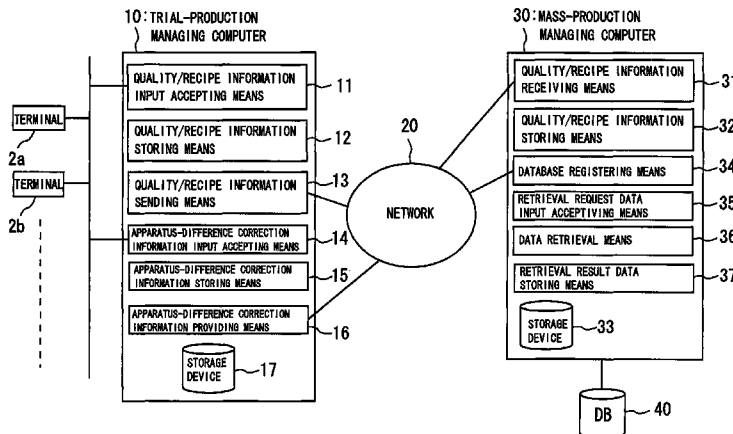 10:TRIAL-PRODUCTION
MANAGING COMPUTER
QUALITY/RECIPE INFORMATION
INPUT ACCEPTING MEANS
11
TERMINAL
2a
QUALITY/RECIPE INFORMATION
STORING MEANS
12
TERMINAL
2b
QUALITY/RECIPE INFORMATION
SENDING MEANS
13
APPARATUS-DIFFERENCE CORRECTION
INFORMATION INPUT ACCEPTING MEANS
14
APPARATUS-DIFFERENCE CORRECTION
INFORMATION STORING MEANS
15
APPARATUS-DIFFERENCE CORRECTION
INFORMATION PROVIDING MEANS
16
STORAGE
DEVICE
17
20
NETWORK
30:MASS-PRODUCTION
MANAGING COMPUTER
QUALITY/RECIPE INFORMATION
RECEIVING MEANS
31
QUALITY/RECIPE INFORMATION
STORING MEANS
32
DATABASE REGISTERING MEANS
34
RETRIEVAL REQUEST DATA
INPUT ACCEPTIVING MEANS
35
DATA RETRIEVAL MEANS
36
RETRIEVAL RESULT DATA
STORING MEANS
37
STORAGE
DEVICE
33
DB
40